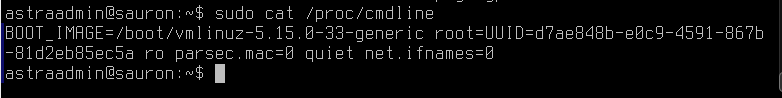 astraadmin@sauron:~$ sudo cat /proc/cmdline
BOOT_IMAGE=/boot/vmlinuz-5.15.0-33-generic root=UUID=d7ae848b-e0c9-4591-867b
-81d2eb85ec5a ro parsec.mac=0 quiet net.ifnames=0
astraadmin@sauron:~$